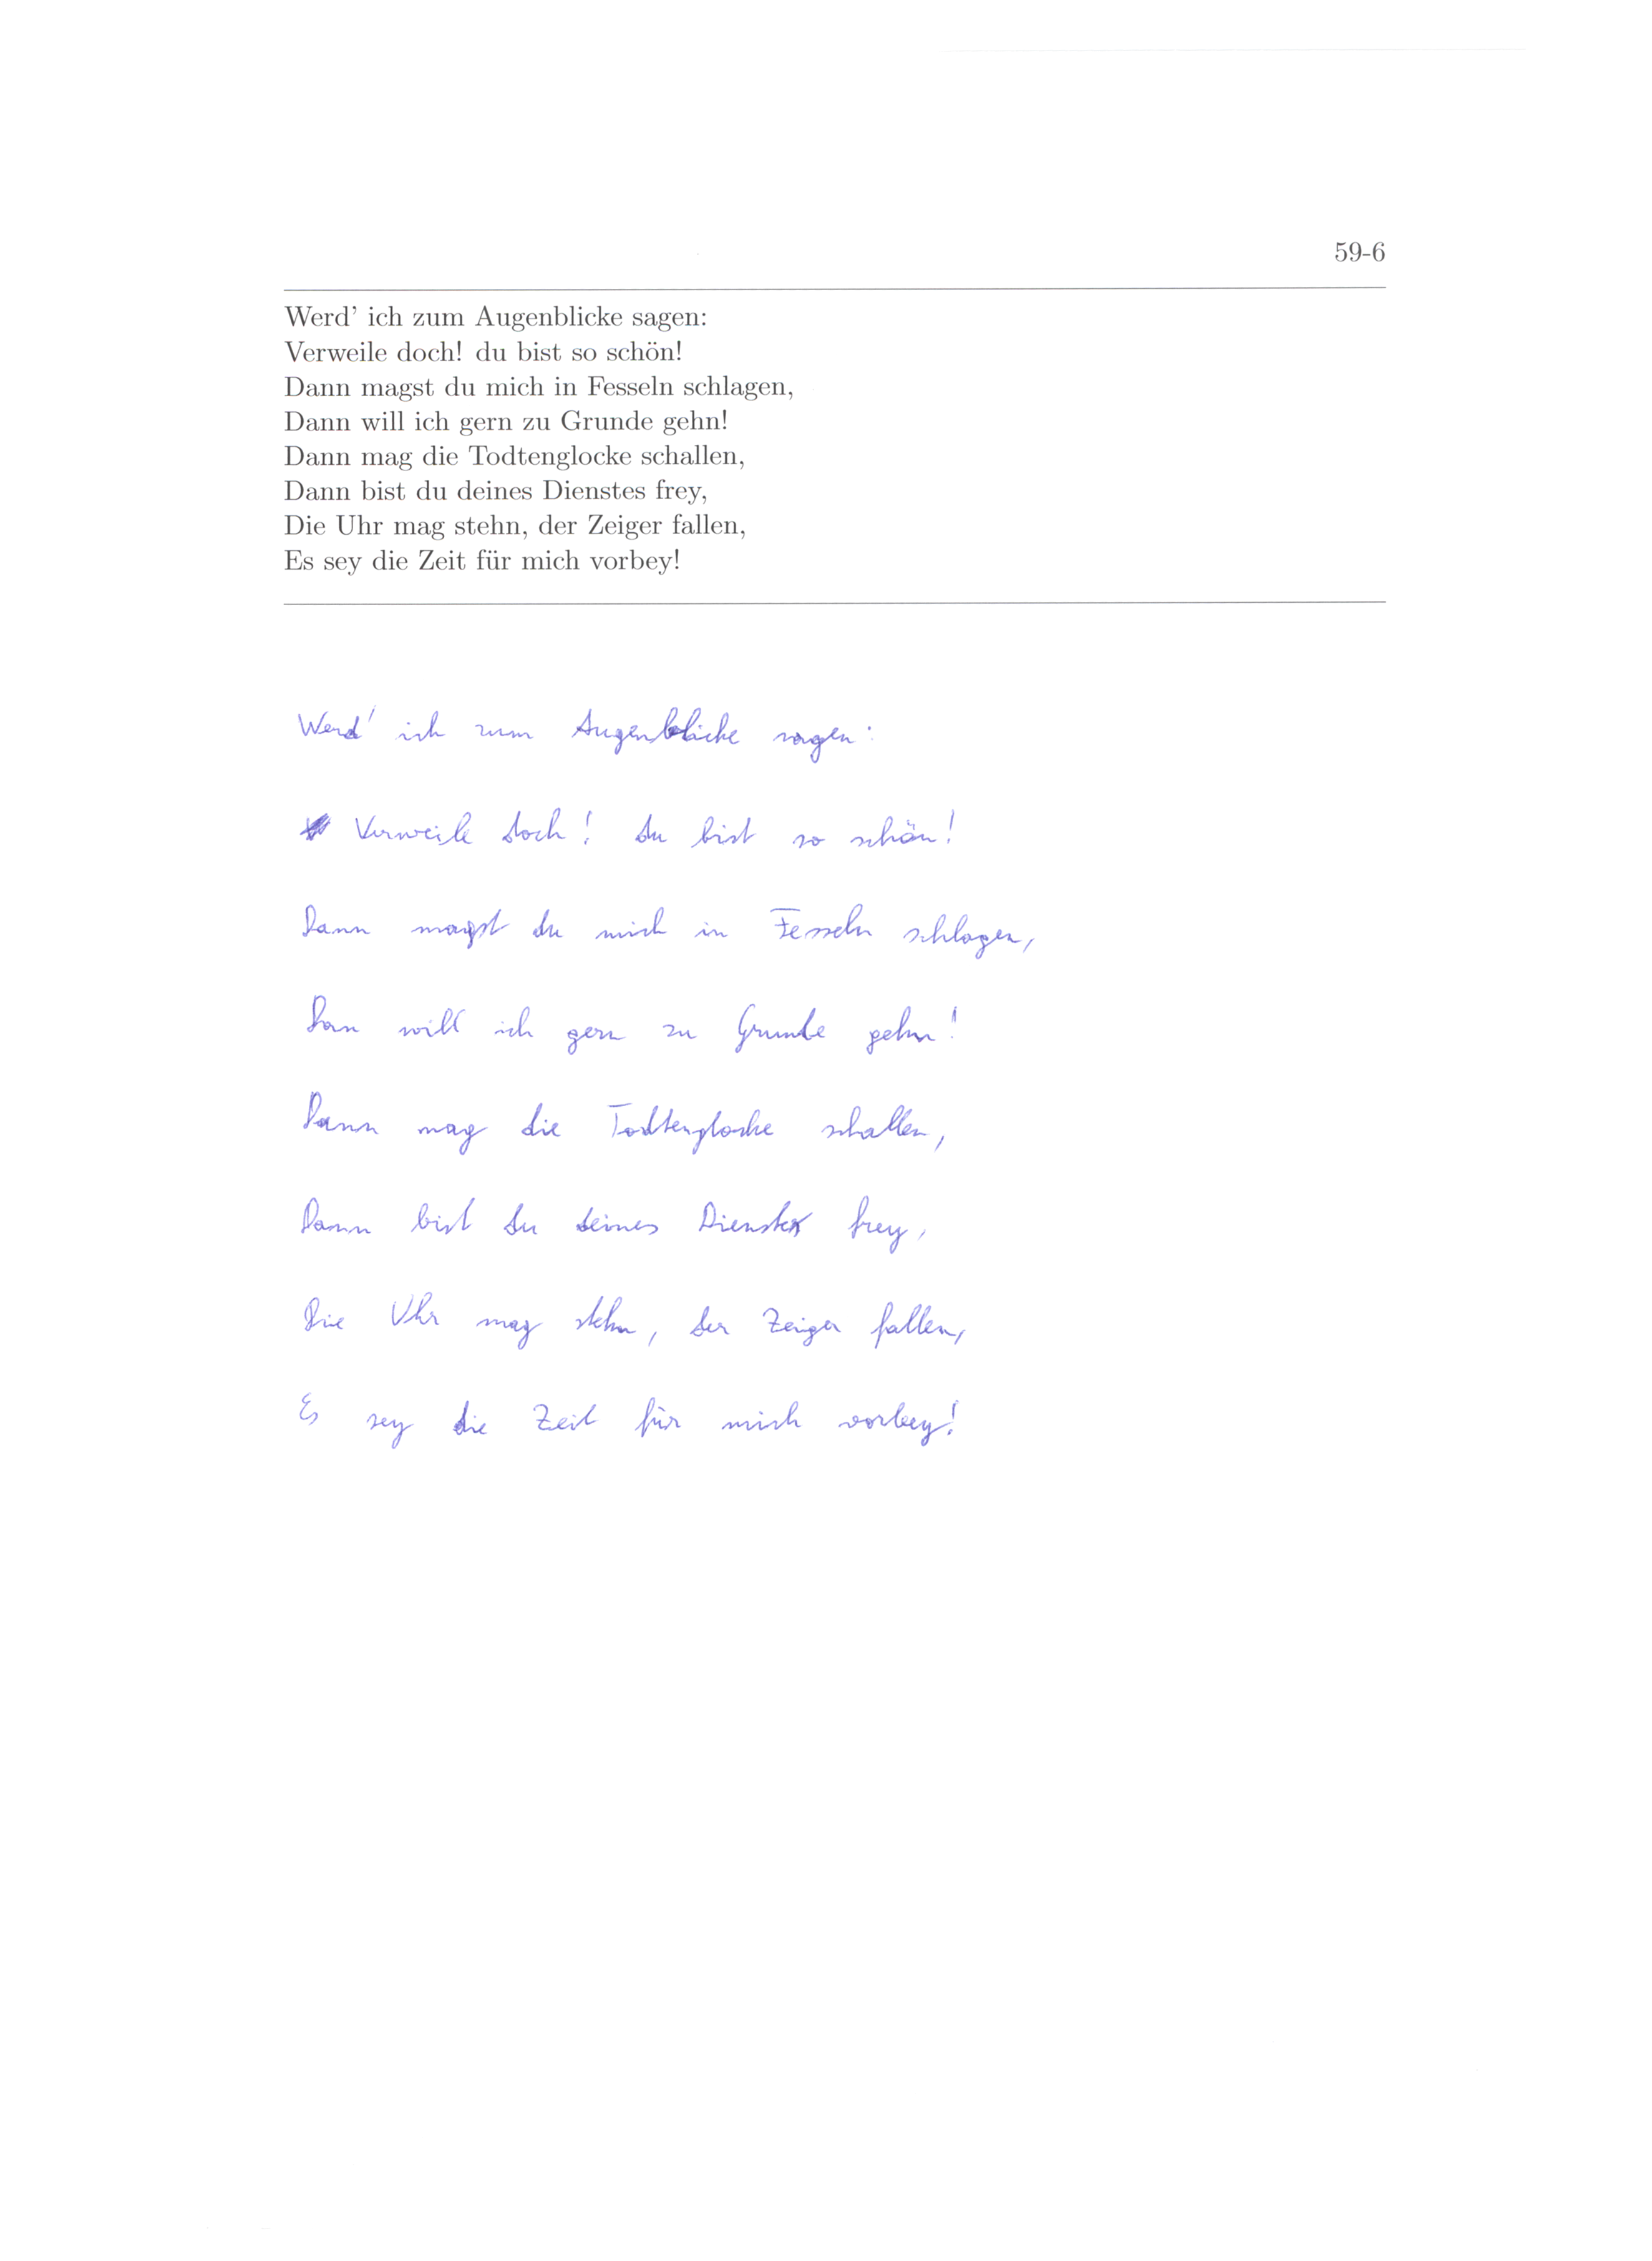 59-6
Werd' ich zum Augenblicke sagen:
Verweile doch! du bist so schön!
Dann magst du mich in Fesseln schlagen,
Dann will ich gern zu Grunde gehn!
Dann mag die Todtenglocke schallen,
Dann bist du deines Dienstes frey,
Die Uhr mag stehn, der Zeiger fallen,
Es sey die Zeit für mich vorbey!
Werd' ich zum Augenblicke sagen:
Verweile doch! du bist so schön!
Dann magst du mich in Fesseln schlagen,
Dan will ich gern zu Grunde gehn!
Dann mag die Todtenglocke schallen,
Dann bist du deines Dienstes frey,
Die Uhr mag stehn, der Zeiger fallen,
Es sey die Zeit für mich vorbey!